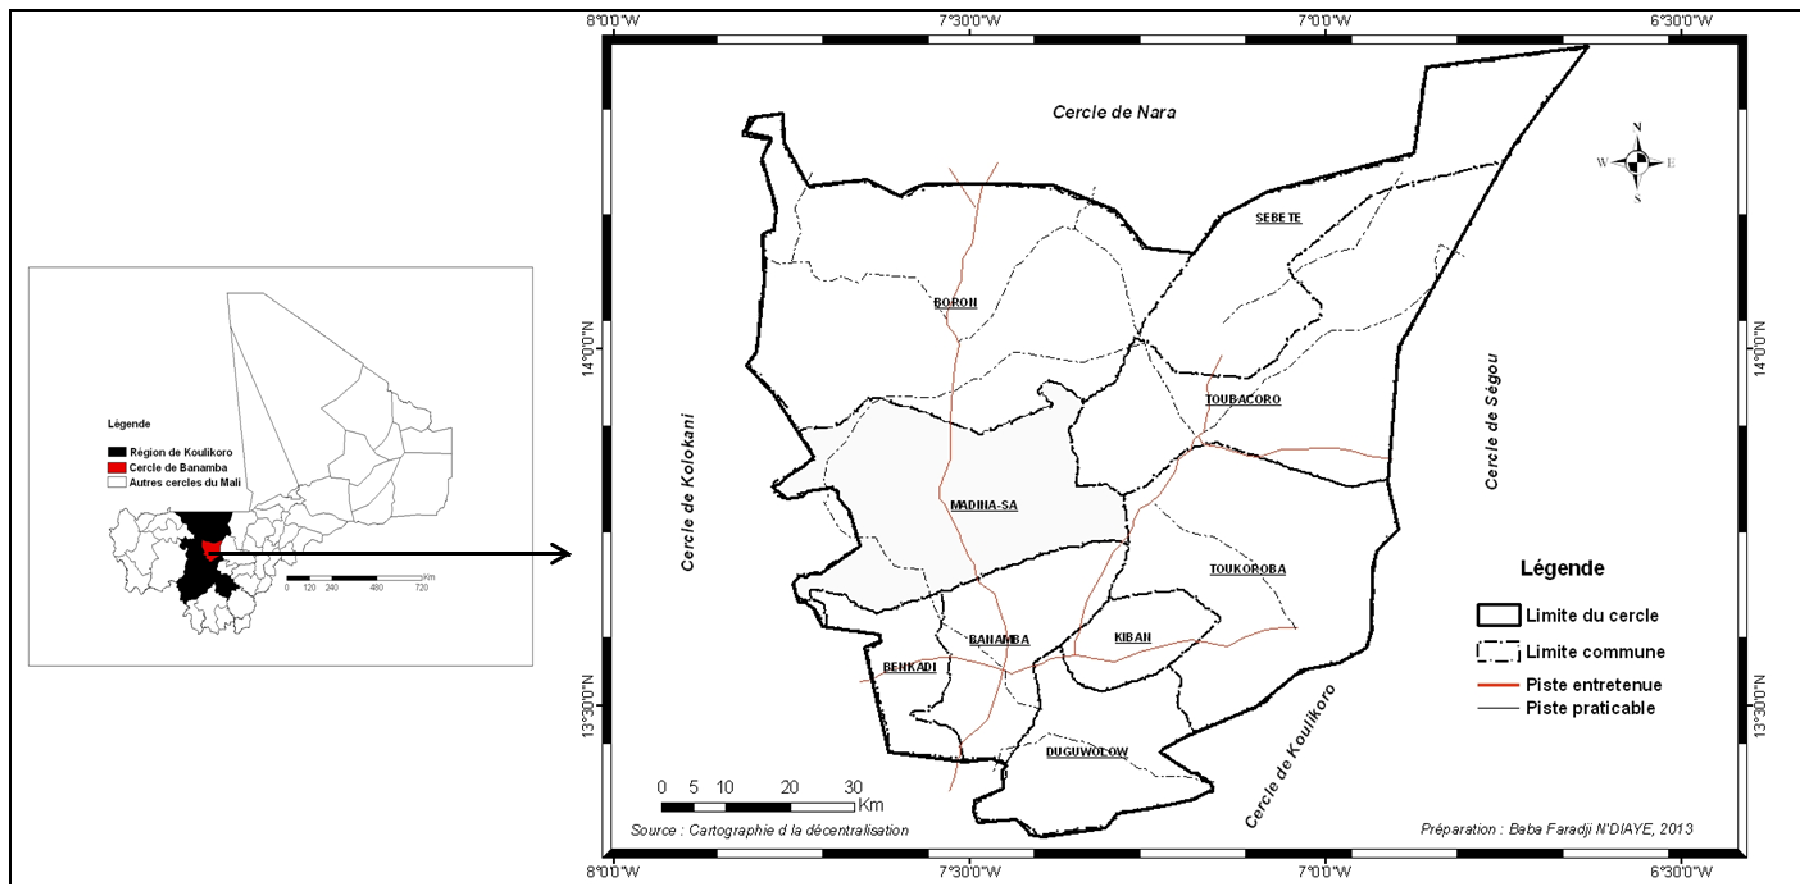 Légende
Région de Koulikoro
Cercle de Banamba
Autres cercles du Mali
0 120 240 480 720
Km
8°0'0"W 7°30'0"W 7°0'0"W 6°30'0"W
14°0'0"N
13°30'0"N
14°0'0"N
13°30'0"N
Cercle de Nara
N
W E
S
SEBETE
BORON
TOUBACORO
Cercle de Kolokani
Cercle de Ségou
MADINA-SA
TOUKOROBA
BANAMBA
KIBAN
BENKADI
DUGUWOLOW
Cercle de Koulikoro
Légende
Limite du cercle
Limite commune
Piste entretenue
Piste praticable
0 5 10 20 30
Km
Source : Cartographie d la décentralisation
Préparation : Baba Faradji N'DIAYE, 2013
8°0'0"W 7°30'0"W 7°0'0"W 6°30'0"W